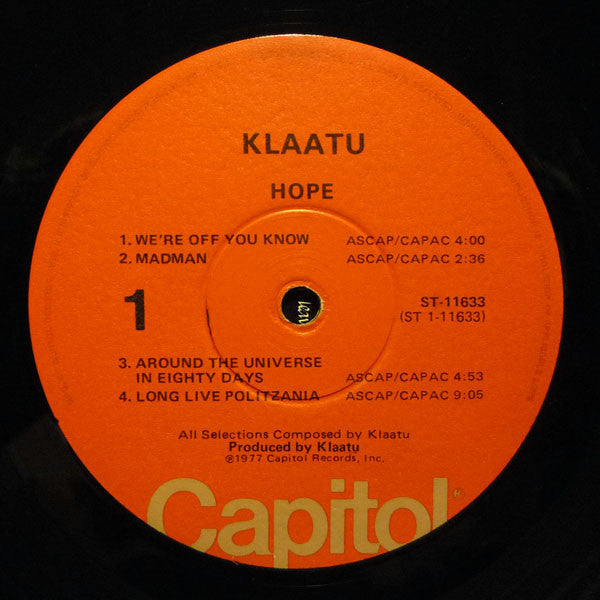 KLAATU
HOPE
1. WE'RE OFF YOU KNOW ASCAP/CAPAC 4:00
2. MADMAN ASCAP/CAPAC 2:36
1
ST-11633
(ST 1-11633)
3. AROUND THE UNIVERSE
IN EIGHTY DAYS ASCAP/CAPAC 4:53
4. LONG LIVE POLITZANIA ASCAP/CAPAC 9:05
All Selections Composed by Klaatu
Produced by Klaatu
℗1977 Capitol Records, Inc.
Capitol®